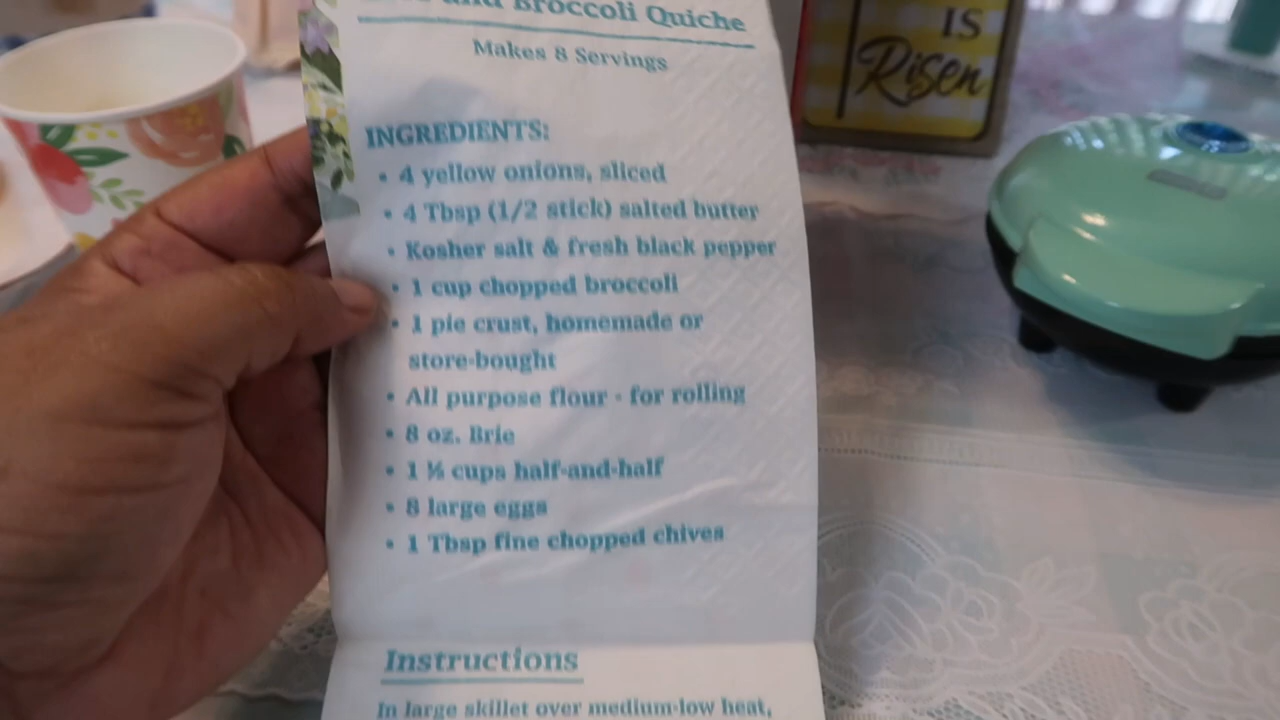 and Broccoli Quiche
Makes 8 Servings
INGREDIENTS:
• 4 yellow onions, sliced
• 4 Tbsp (1/2 stick) salted butter
• Kosher salt & fresh black pepper
• 1 cup chopped broccoli
• 1 pie crust, homemade or
store-bought
• All purpose flour - for rolling
• 8 oz. Brie
• 1 ½ cups half-and-half
• 8 large eggs
• 1 Tbsp fine chopped chives
Instructions
In large skillet over medium-low heat,
IS
Risen